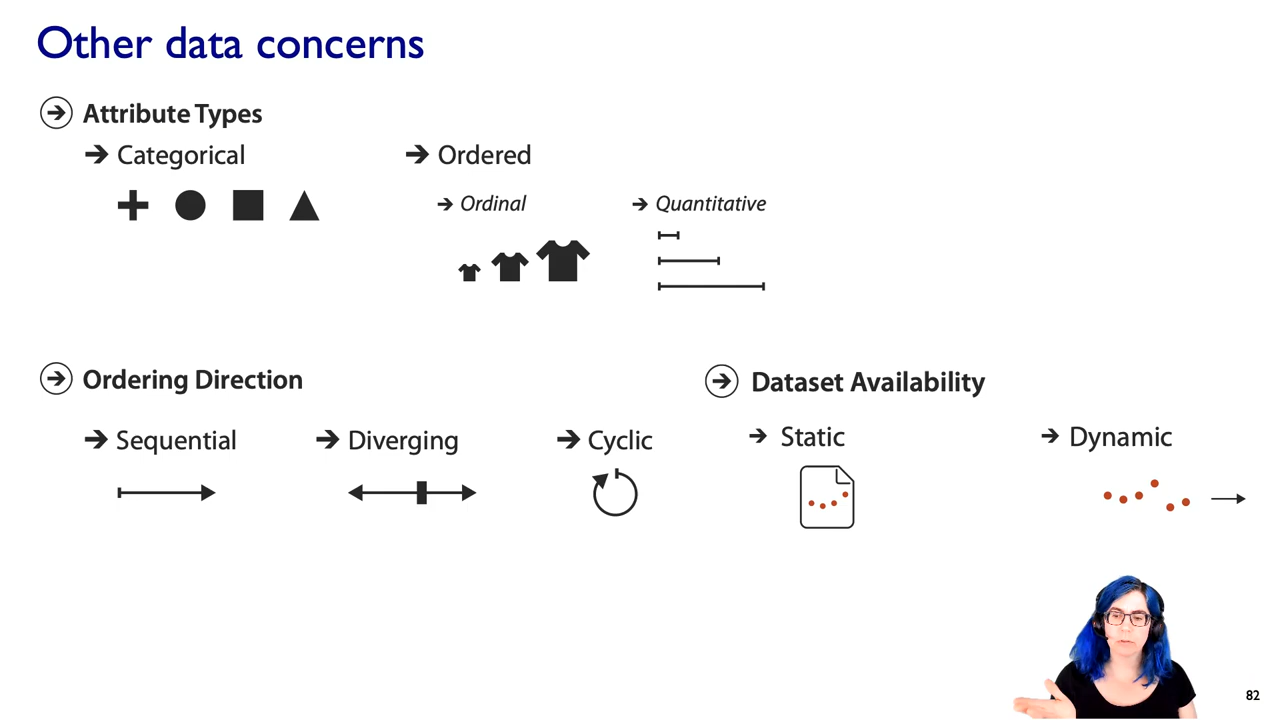 Other data concerns
Attribute Types
Categorical
Ordered
Ordinal
Quantitative
Ordering Direction
Sequential
Diverging
Cyclic
Dataset Availability
Static
Dynamic
82